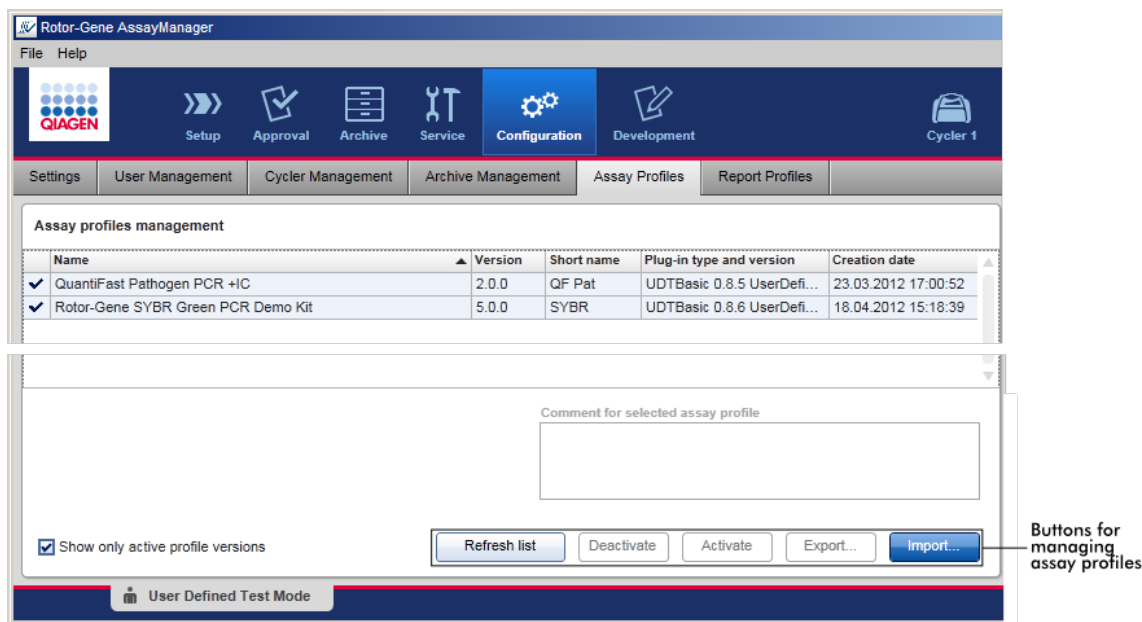 Rotor-Gene AssayManager
File Help
QIAGEN
Setup Approval Archive Service Configuration Development Cycler 1
Settings User Management Cycler Management Archive Management Assay Profiles Report Profiles
Assay profiles management
Name Version Short name Plug-in type and version Creation date
QuantiFast Pathogen PCR +IC 2.0.0 QF Pat UDTBasic 0.8.5 UserDefi... 23.03.2012 17:00:52
Rotor-Gene SYBR Green PCR Demo Kit 5.0.0 SYBR UDTBasic 0.8.6 UserDefi... 18.04.2012 15:18:39
Comment for selected assay profile
Show only active profile versions
Refresh list Deactivate Activate Export... Import...
Buttons for
managing
assay profiles
User Defined Test Mode